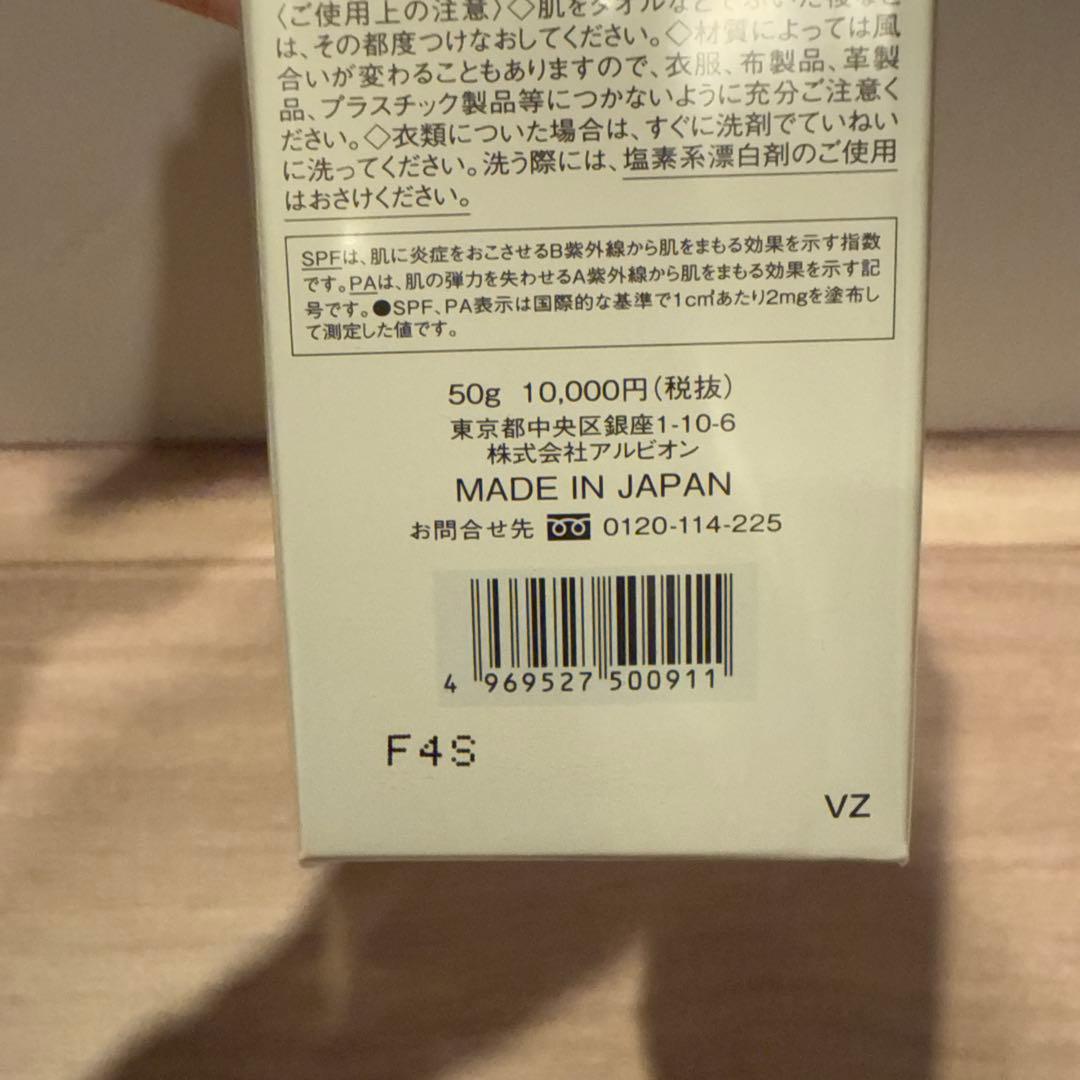 〈ご使用上の注意〉◇肌をタオルなどでふいた後など
は、その都度つけなおしてください。◇材質によっては風
合いが変わることもありますので、衣服、布製品、革製
品、プラスチック製品等につかないように充分ご注意く
ださい。◇衣類についた場合は、すぐに洗剤でていねい
に洗ってください。洗う際には、塩素系漂白剤のご使用
はおさけください。
SPFは、肌に炎症をおこさせるB紫外線から肌をまもる効果を示す指数
です。PAは、肌の弾力を失わせるA紫外線から肌をまもる効果を示す記
号です。●SPF、PA表示は国際的な基準で1c㎡あたり2mgを塗布し
て測定した値です。
50g 10,000円（税抜）
東京都中央区銀座1-10-6
株式会社アルビオン
MADE IN JAPAN
お問合せ先 0120-114-225
4 969527 500911
F4S
VZ